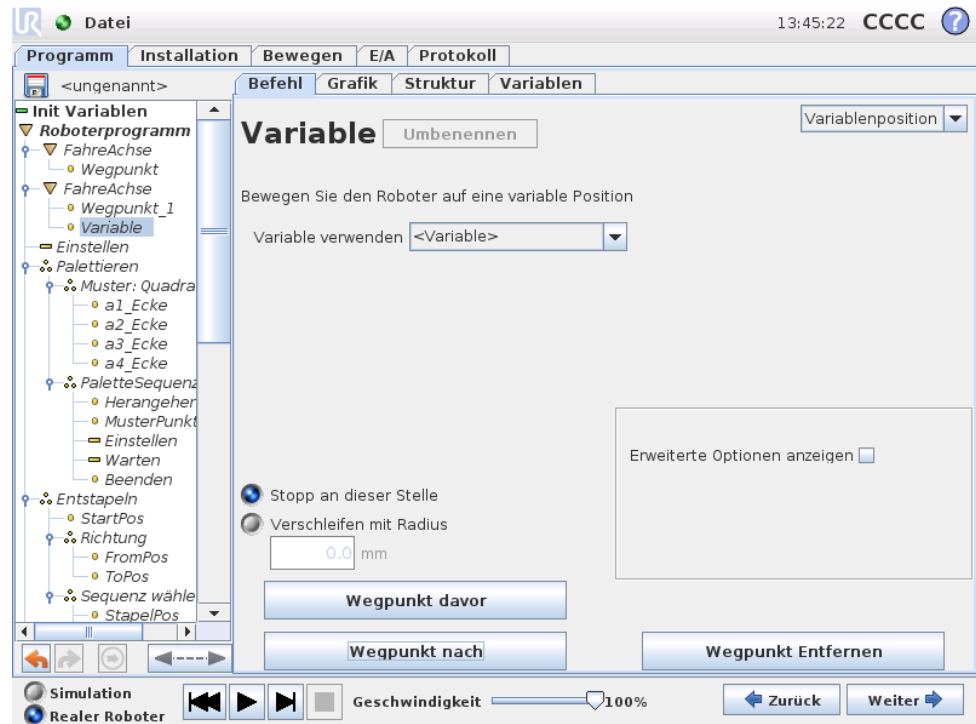 UR Datei 13:45:22 CCCC ?
Programm Installation Bewegen E/A Protokoll
<ungenannt>
Befehl Grafik Struktur Variablen
Init Variablen
Roboterprogramm
FahreAchse
Wegpunkt
FahreAchse
Wegpunkt_1
Variable
Einstellen
Palettieren
Muster: Quadra
a1_Ecke
a2_Ecke
a3_Ecke
a4_Ecke
PaletteSequenz
Herangeher
MusterPunkt
Einstellen
Warten
Beenden
Entstapeln
StartPos
Richtung
FromPos
ToPos
Sequenz wähle
StapelPos
Variable Umbenennen
Variablenposition
Bewegen Sie den Roboter auf eine variable Position
Variable verwenden <Variable>
Erweiterte Optionen anzeigen
Stopp an dieser Stelle
Verschleifen mit Radius
0.0 mm
Wegpunkt davor
Wegpunkt nach
Wegpunkt Entfernen
Simulation
Realer Roboter
Geschwindigkeit 100%
Zurück Weiter